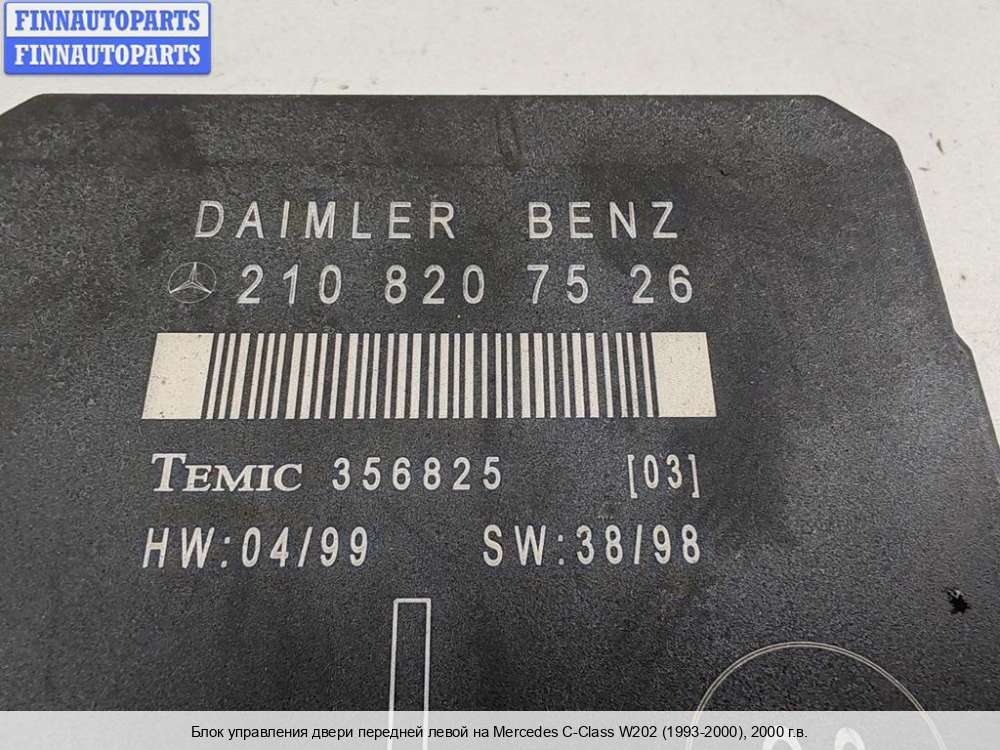 FINNAUTOPARTS
FINNAUTOPARTS
DAIMLER BENZ
210 820 75 26
TEMIC 356825 [03]
HW:04/99 SW:38/98
Блок управления двери передней левой на Mercedes C-Class W202 (1993-2000), 2000 г.в.